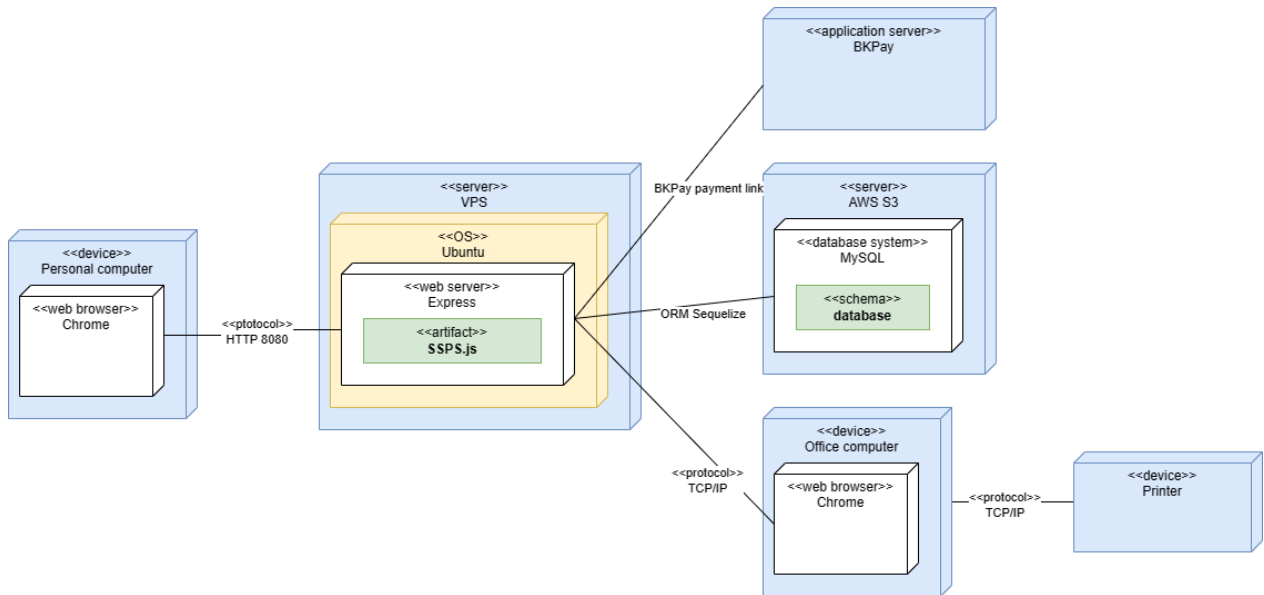 <<application server>>
BKPay
BKPay payment link
<<server>>
VPS
<<OS>>
Ubuntu
<<web server>>
Express
<<artifact>>
SSPS.js
<<server>>
AWS S3
<<database system>>
MySQL
<<schema>>
database
ORM Sequelize
<<device>>
Personal computer
<<web browser>>
Chrome
<<ptotocol>>
HTTP 8080
<<protocol>>
TCP/IP
<<device>>
Office computer
<<web browser>>
Chrome
<<protocol>>
TCP/IP
<<device>>
Printer